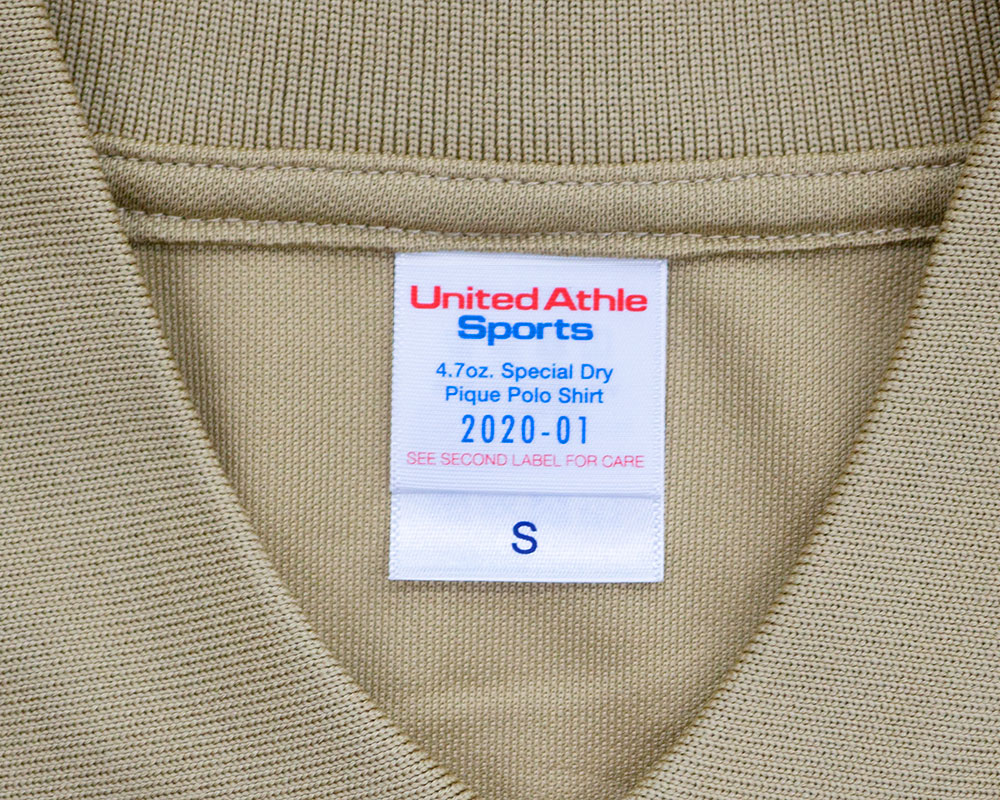 United Athle
Sports
4.7oz. Special Dry
Pique Polo Shirt
2020-01
SEE SECOND LABEL FOR CARE
S